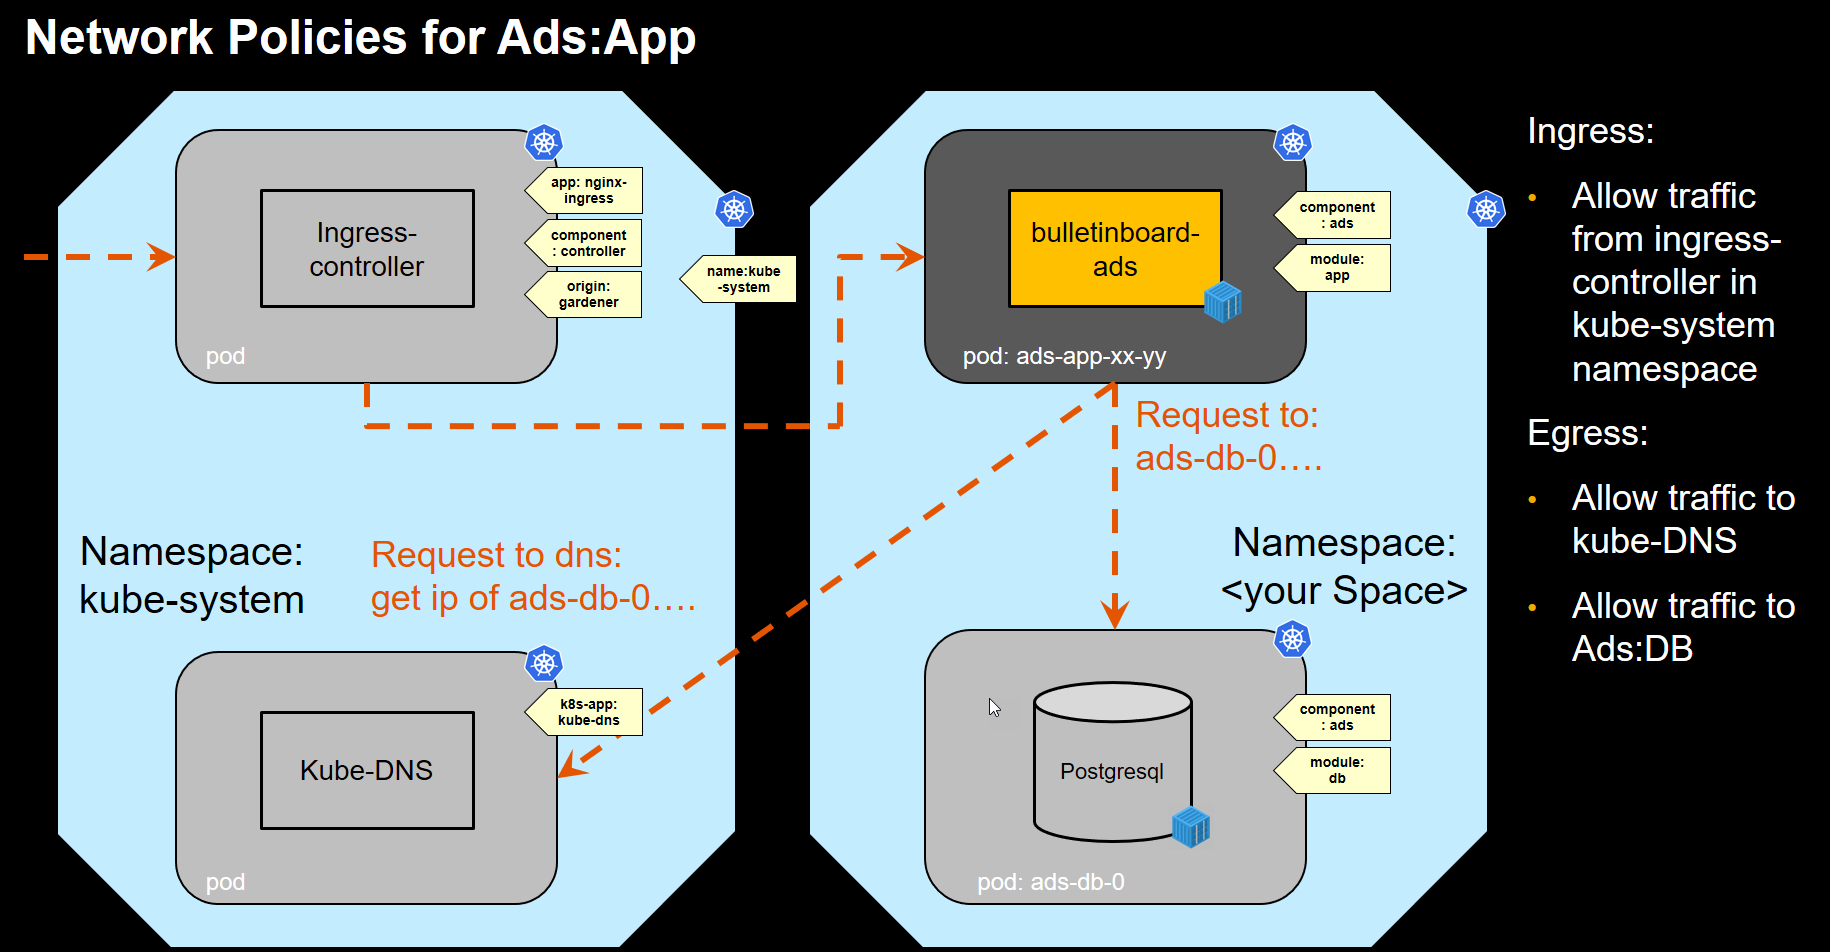 Network Policies for Ads:App
Ingress-
controller
pod
app: nginx-
ingress
component
: controller
origin:
gardener
name:kube
-system
Namespace:
kube-system
Request to dns:
get ip of ads-db-0….
Kube-DNS
pod
k8s-app:
kube-dns
bulletinboard-
ads
pod: ads-app-xx-yy
component
: ads
module:
app
Request to:
ads-db-0….
Namespace:
<your Space>
Postgresql
pod: ads-db-0
component
: ads
module:
db
Ingress:
• Allow traffic
from ingress-
controller in
kube-system
namespace
Egress:
• Allow traffic to
kube-DNS
• Allow traffic to
Ads:DB